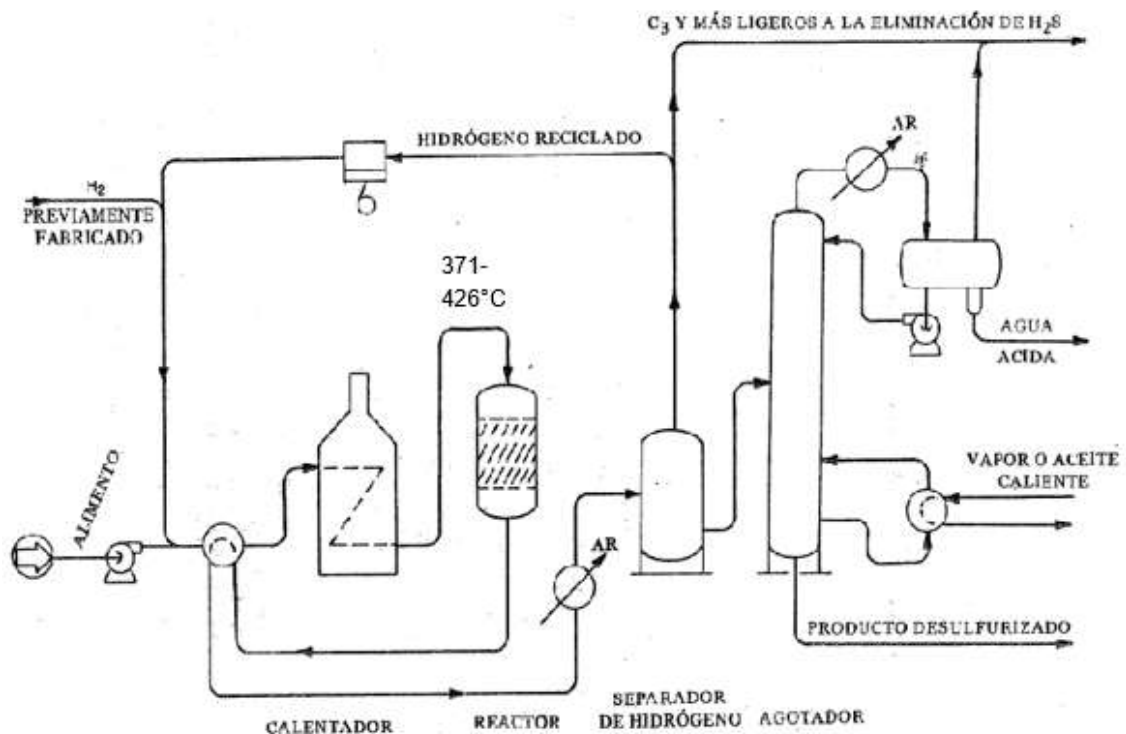 C₃ Y MÁS LIGEROS A LA ELIMINACIÓN DE H₂S
AR
HIDRÓGENO RECICLADO
H₂
PREVIAMENTE
FABRICADO
371-
426°C
AGUA
ACIDA
VAPOR O ACEITE
CALIENTE
ALIMENTO
AR
PRODUCTO DESULFURIZADO
SEPARADOR
CALENTADOR
REACTOR
DE HIDRÓGENO
AGOTADOR